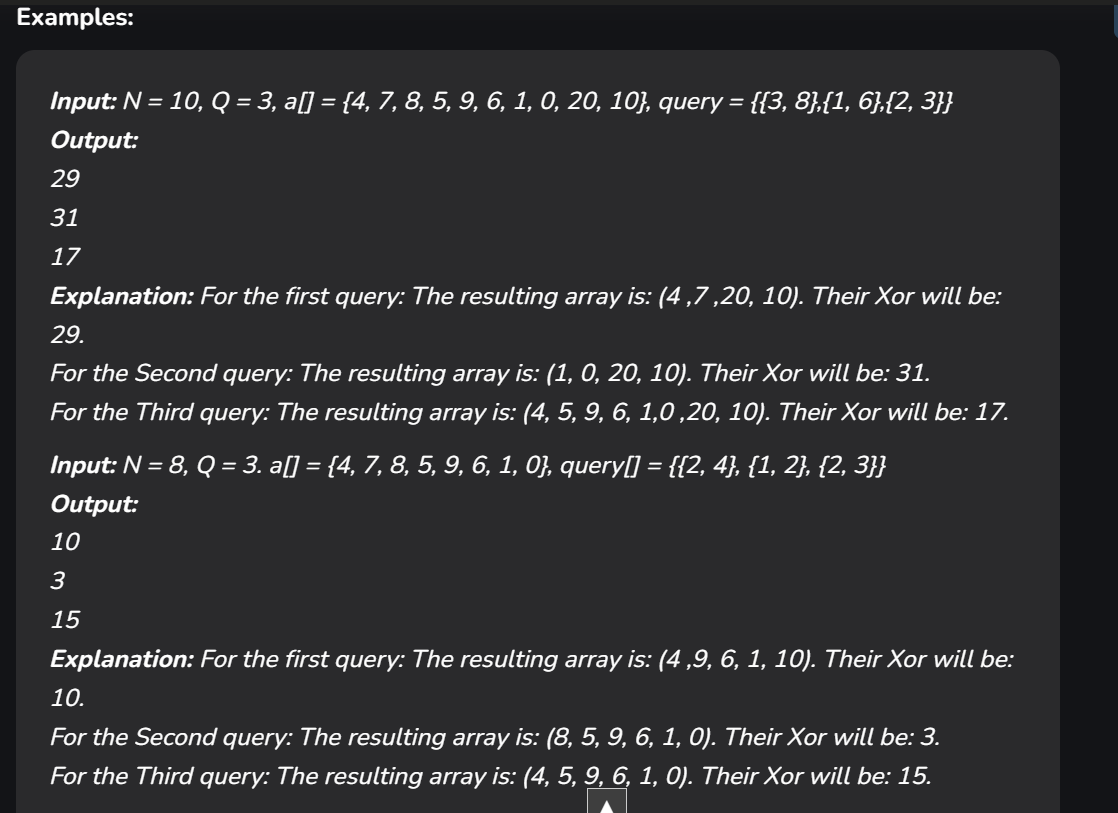 Examples:
Input: N = 10, Q = 3, a[] = {4, 7, 8, 5, 9, 6, 1, 0, 20, 10}, query = {{3, 8},{1, 6},{2, 3}}
Output:
29
31
17
Explanation: For the first query: The resulting array is: (4 ,7 ,20, 10). Their Xor will be:
29.
For the Second query: The resulting array is: (1, 0, 20, 10). Their Xor will be: 31.
For the Third query: The resulting array is: (4, 5, 9, 6, 1,0 ,20, 10). Their Xor will be: 17.
Input: N = 8, Q = 3. a[] = {4, 7, 8, 5, 9, 6, 1, 0}, query[] = {{2, 4}, {1, 2}, {2, 3}}
Output:
10
3
15
Explanation: For the first query: The resulting array is: (4 ,9, 6, 1, 10). Their Xor will be:
10.
For the Second query: The resulting array is: (8, 5, 9, 6, 1, 0). Their Xor will be: 3.
For the Third query: The resulting array is: (4, 5, 9, 6, 1, 0). Their Xor will be: 15.